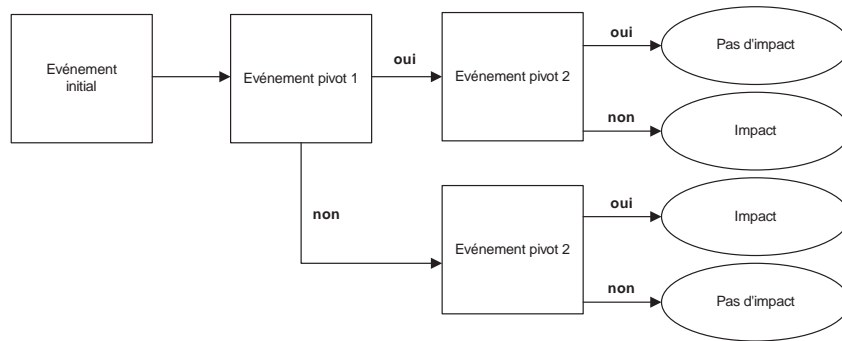 Evénement
initial
Evénement pivot 1
oui
Evénement pivot 2
oui
Pas d'impact
non
Impact
non
Evénement pivot 2
oui
Impact
non
Pas d'impact